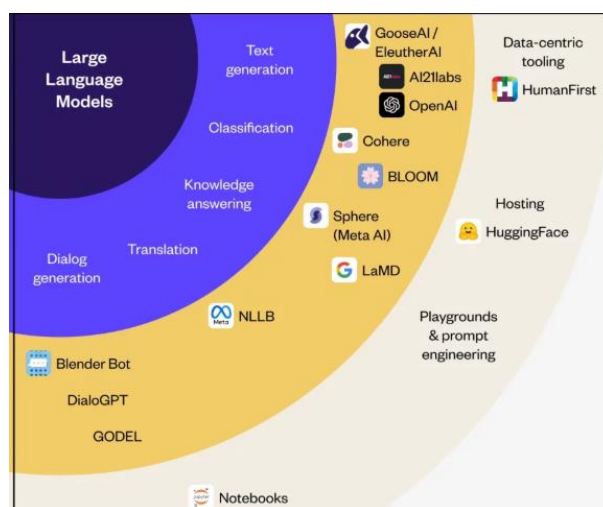 Large
Language
Models
Text
generation
Classification
Knowledge
answering
Translation
Dialog
generation
GooseAI /
EleutherAI
AI21labs
OpenAI
Cohere
BLOOM
Sphere
(Meta AI)
LaMD
Meta
NLLB
Blender Bot
DialoGPT
GODEL
Data-centric
tooling
HumanFirst
Hosting
HuggingFace
Playgrounds
& prompt
engineering
Notebooks